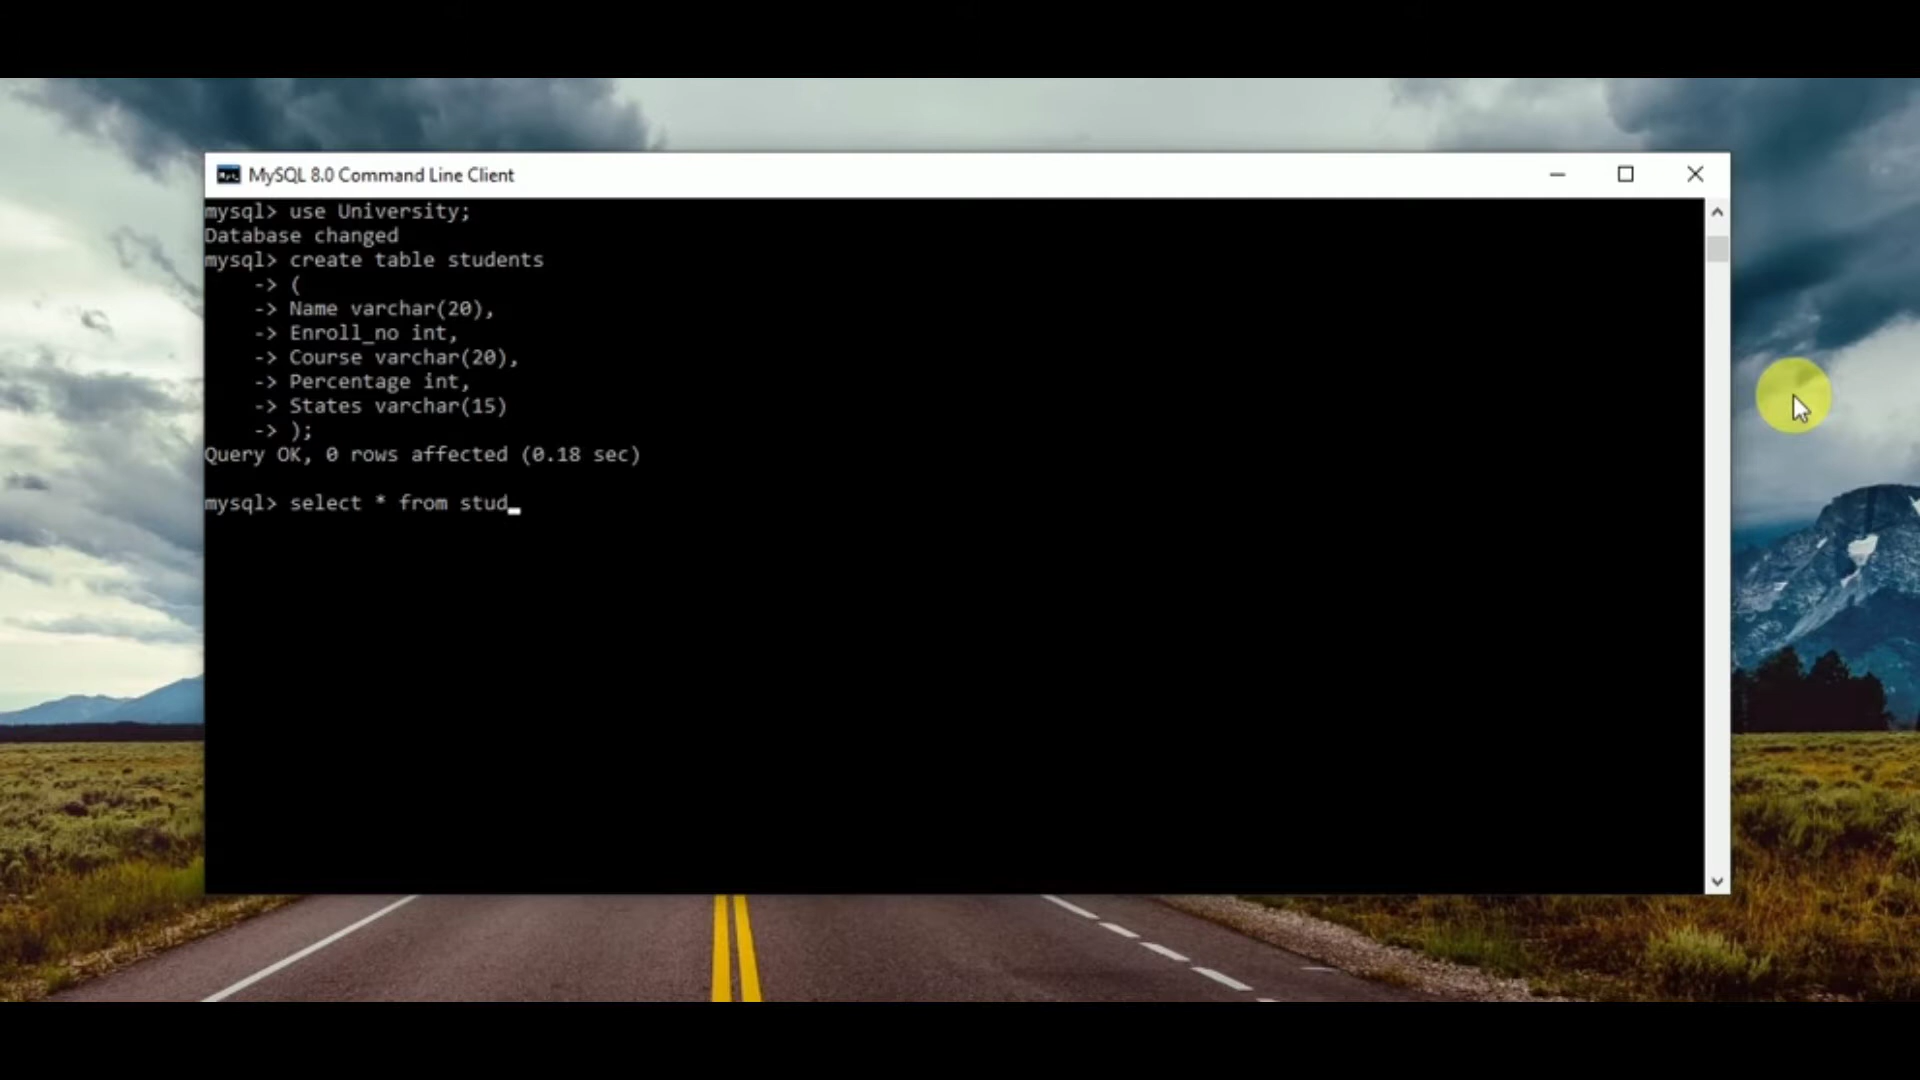 MySQL 8.0 Command Line Client
mysql> use University;
Database changed
mysql> create table students
-> (
-> Name varchar(20),
-> Enroll_no int,
-> Course varchar(20),
-> Percentage int,
-> States varchar(15)
-> );
Query OK, 0 rows affected (0.18 sec)
mysql> select * from stud